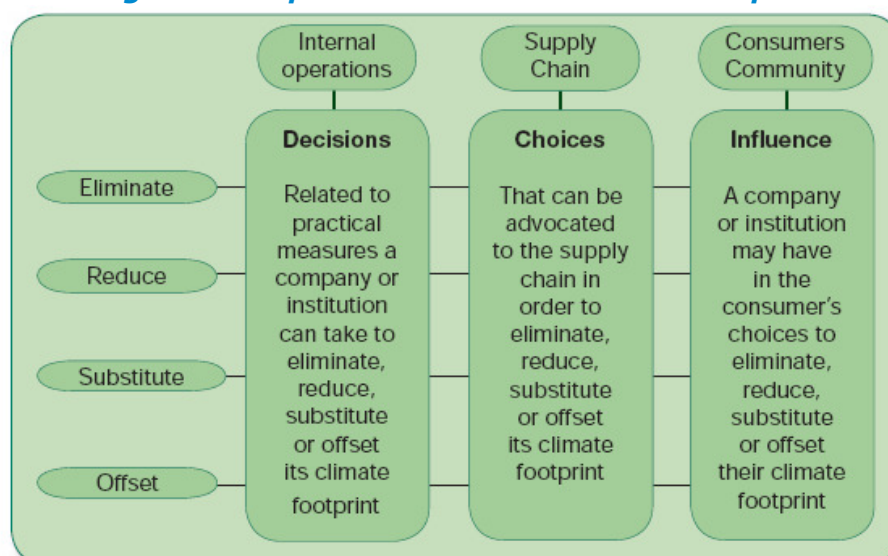 Internal
operations
Supply
Chain
Consumers
Community
Eliminate
Reduce
Substitute
Offset
Decisions
Related to
practical
measures a
company or
institution
can take to
eliminate,
reduce,
substitute
or offset
its climate
footprint
Choices
That can be
advocated
to the supply
chain in
order to
eliminate,
reduce,
substitute
or offset
its climate
footprint
Influence
A company
or institution
may have
in the
consumer's
choices to
eliminate,
reduce,
substitute
or offset
their climate
footprint